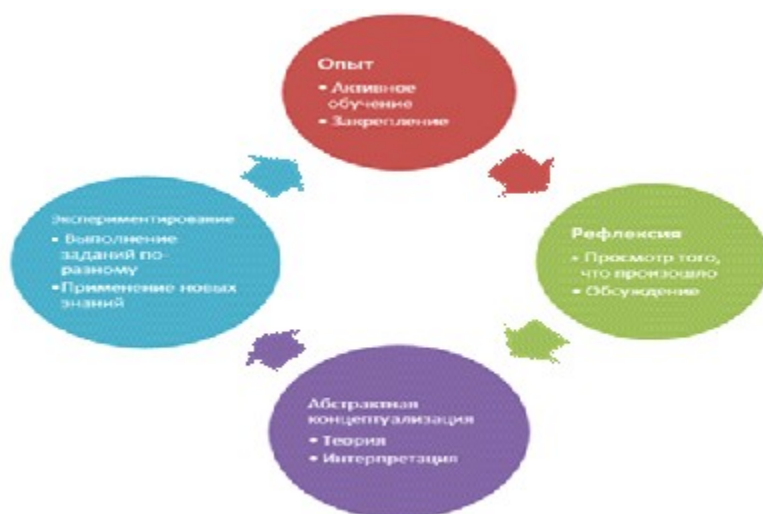 Опыт
• Активное
обучение
• Закрепление
Экспериментирование
• Выполнение
заданий по-
разному
•Применение новых
знаний
Рефлексия
• Просмотр того,
что произошло
• Обсуждение
Абстрактная
концептуализация
• Теория
• Интерпретация